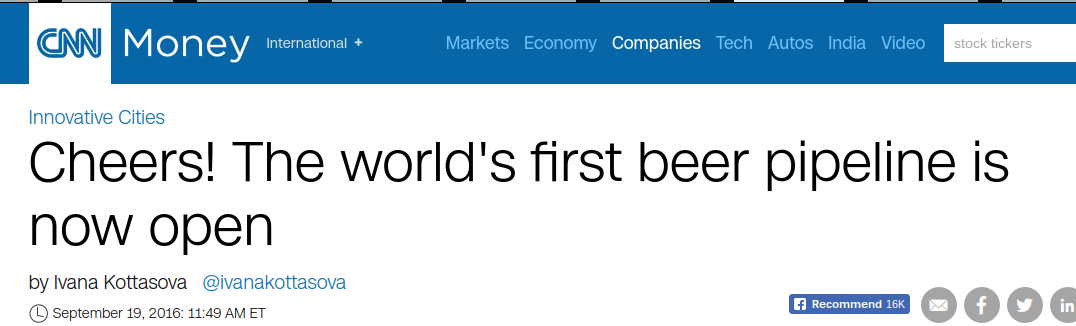 CNN Money International + Markets Economy Companies Tech Autos India Video stock tickers
Innovative Cities
Cheers! The world's first beer pipeline is
now open
by Ivana Kottasova @ivanakottasova
September 19, 2016: 11:49 AM ET
Recommend 16K